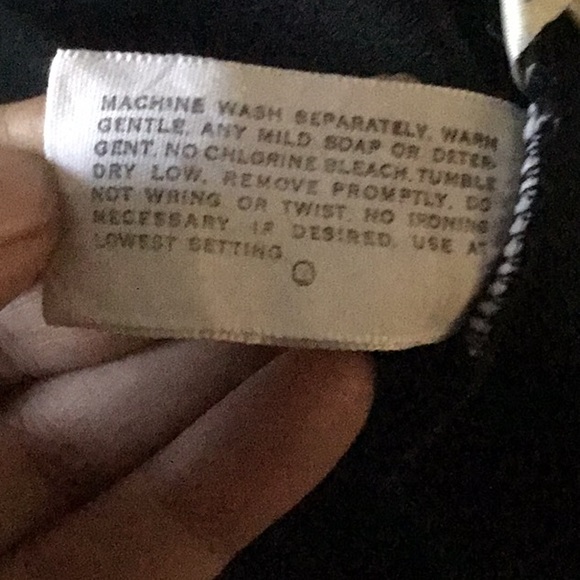 MACHINE WASH SEPARATELY, WARM
GENTLE, ANY MILD SOAP OR DETER-
GENT. NO CHLORINE BLEACH. TUMBLE
DRY LOW. REMOVE PROMPTLY. DO
NOT WRING OR TWIST. NO IRONING
NECESSARY IF DESIRED, USE AT
LOWEST SETTING